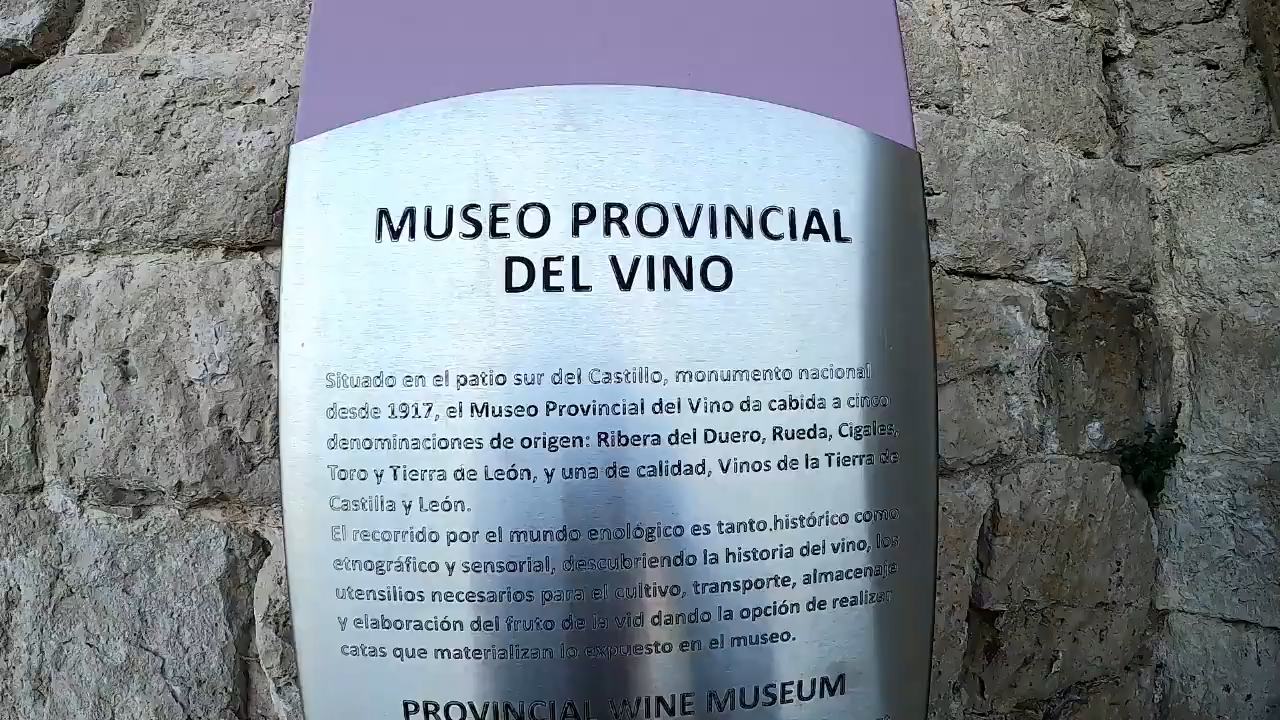 MUSEO PROVINCIAL
DEL VINO
Situado en el patio sur del Castillo, monumento nacional
desde 1917, el Museo Provincial del Vino da cabida a cinco
denominaciones de origen: Ribera del Duero, Rueda, Cigales,
Toro y Tierra de León, y una de calidad, Vinos de la Tierra de
Castilla y León.
El recorrido por el mundo enológico es tanto histórico como
etnográfico y sensorial, descubriendo la historia del vino, los
utensilios necesarios para el cultivo, transporte, almacenaje
y elaboración del fruto de la vid dando la opción de realizar
catas que materializan lo expuesto en el museo.
PROVINCIAL WINE MUSEUM